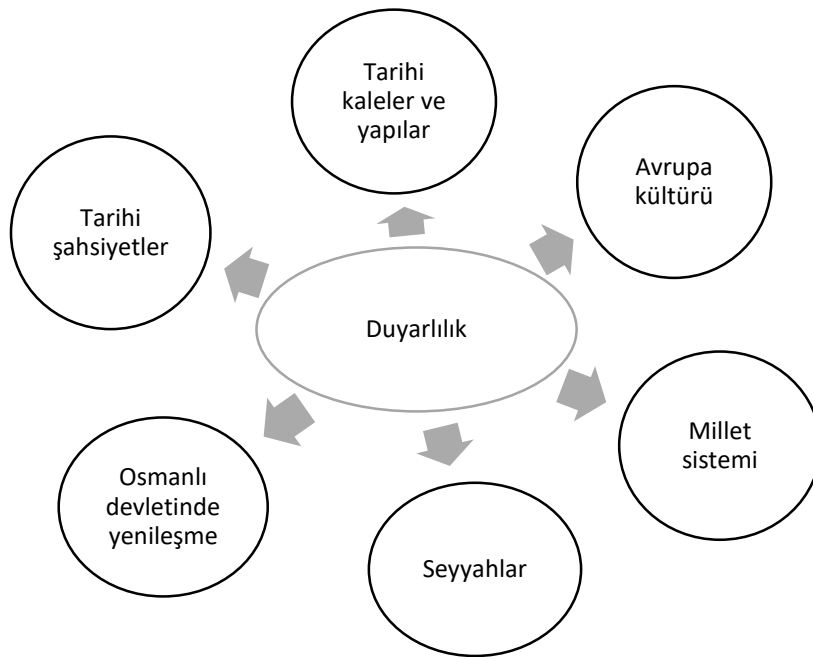 Tarihi
kaleler ve
yapılar
Avrupa
kültürü
Tarihi
şahsiyetler
Duyarlılık
Millet
sistemi
Osmanlı
devletinde
yenileşme
Seyyahlar